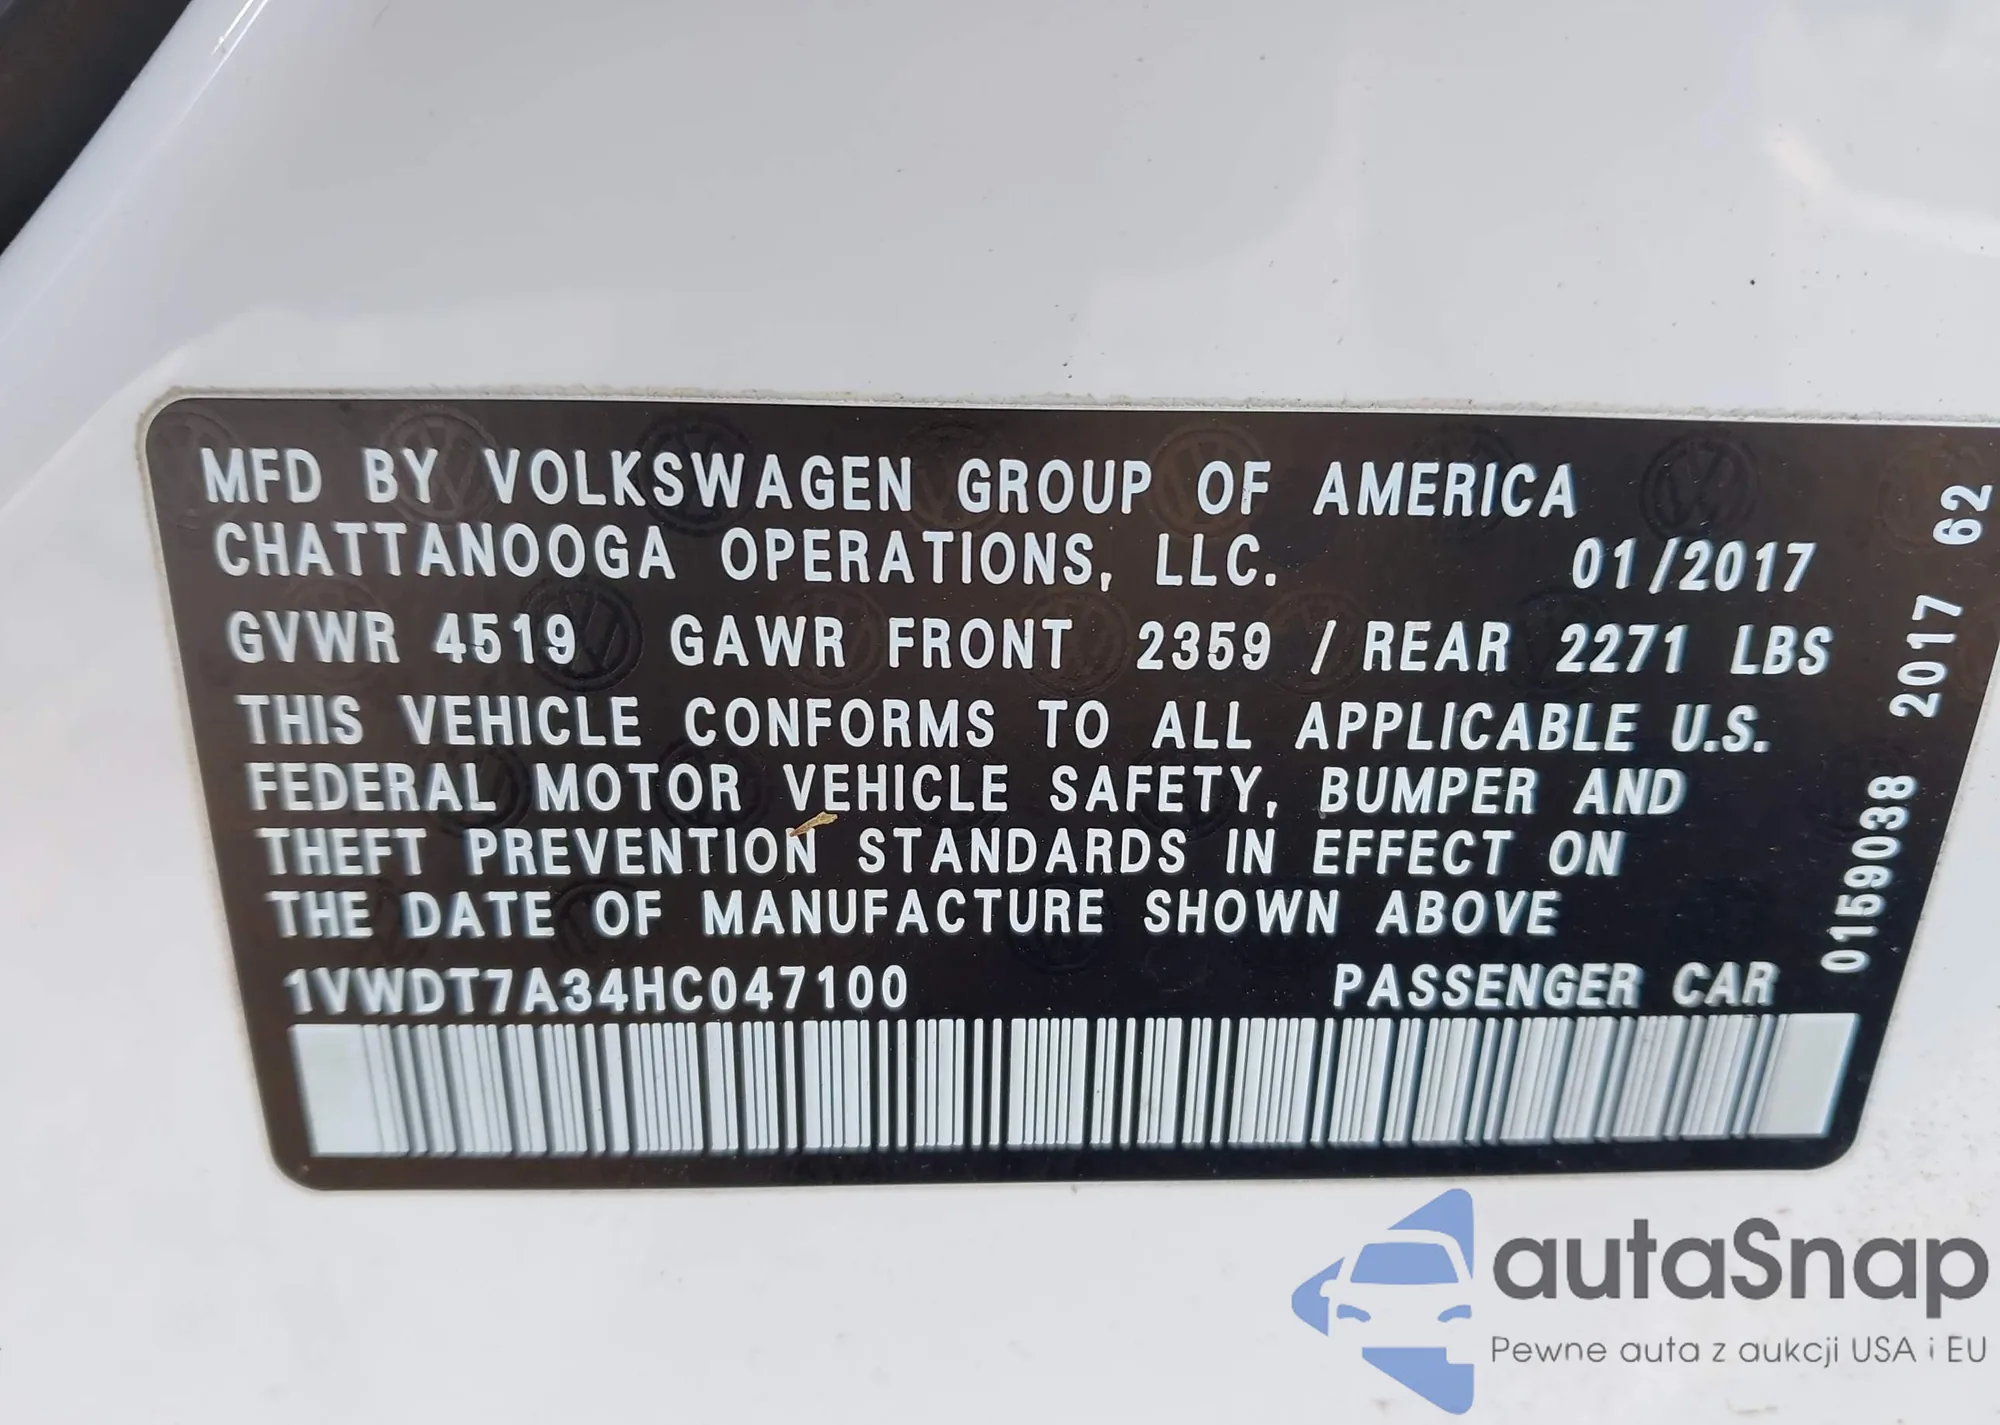 MFD BY VOLKSWAGEN GROUP OF AMERICA
CHATTANOOGA OPERATIONS, LLC. 01/2017
GVWR 4519 GAWR FRONT 2359 / REAR 2271 LBS
THIS VEHICLE CONFORMS TO ALL APPLICABLE U.S.
FEDERAL MOTOR VEHICLE SAFETY, BUMPER AND
THEFT PREVENTION STANDARDS IN EFFECT ON
THE DATE OF MANUFACTURE SHOWN ABOVE
1VWDT7A34HC047100 PASSENGER CAR
0159038 2017 62
autaSnap
Pewne auta z aukcji USA i EU